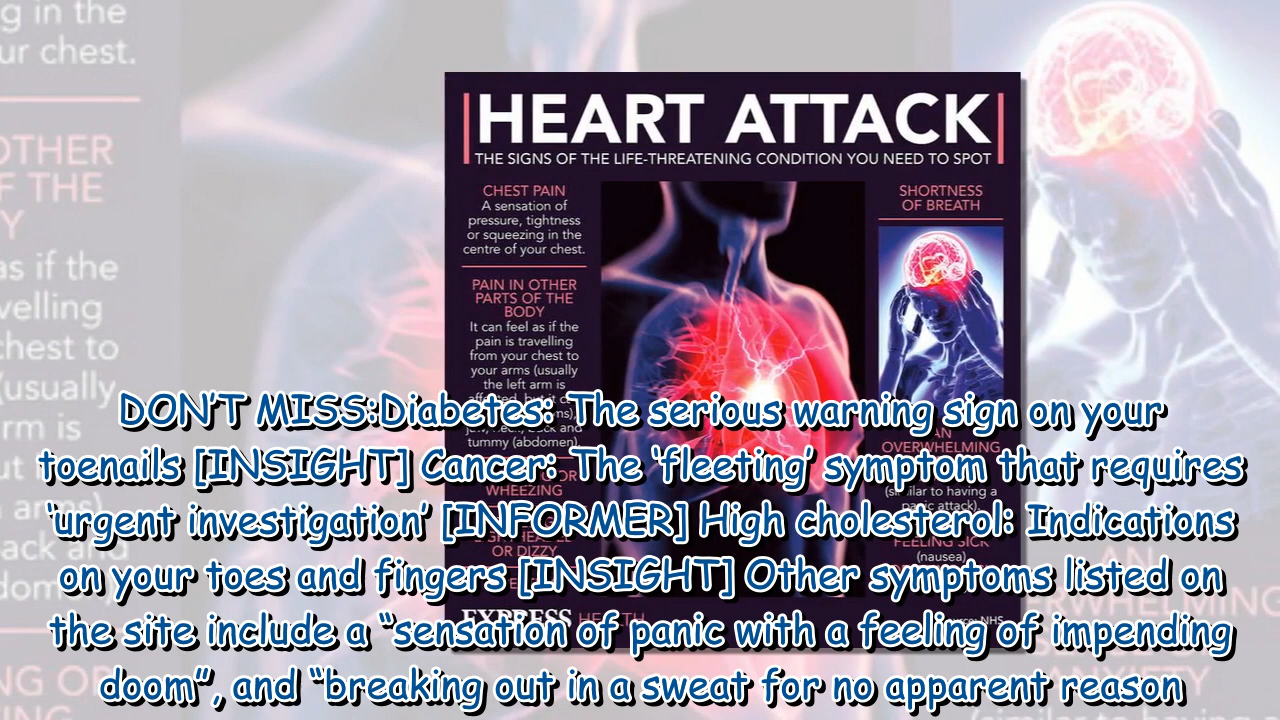 HEART ATTACK
THE SIGNS OF THE LIFE-THREATENING CONDITION YOU NEED TO SPOT
CHEST PAIN
A sensation of
pressure, tightness
or squeezing in the
centre of your chest.
PAIN IN OTHER
PARTS OF THE
BODY
It can feel as if the
pain is travelling
from your chest to
your arms (usually
the left arm is
tummy (abdomen).
WHEEZING
OR DIZZY
SHORTNESS
OF BREATH
AN
OVERWHELMING
(similar to having a
panic attack).
FEELING SICK
(nausea)
EXPRESS HEALTH
NHS
DON'T MISS:Diabetes: The serious warning sign on your
toenails [INSIGHT] Cancer: The 'fleeting' symptom that requires
'urgent investigation' [INFORMER] High cholesterol: Indications
on your toes and fingers [INSIGHT] Other symptoms listed on
the site include a “sensation of panic with a feeling of impending
doom”, and “breaking out in a sweat for no apparent reason
g in the
ur chest.
OTHER
F THE
Y
as if the
velling
chest to
(usually
rm is